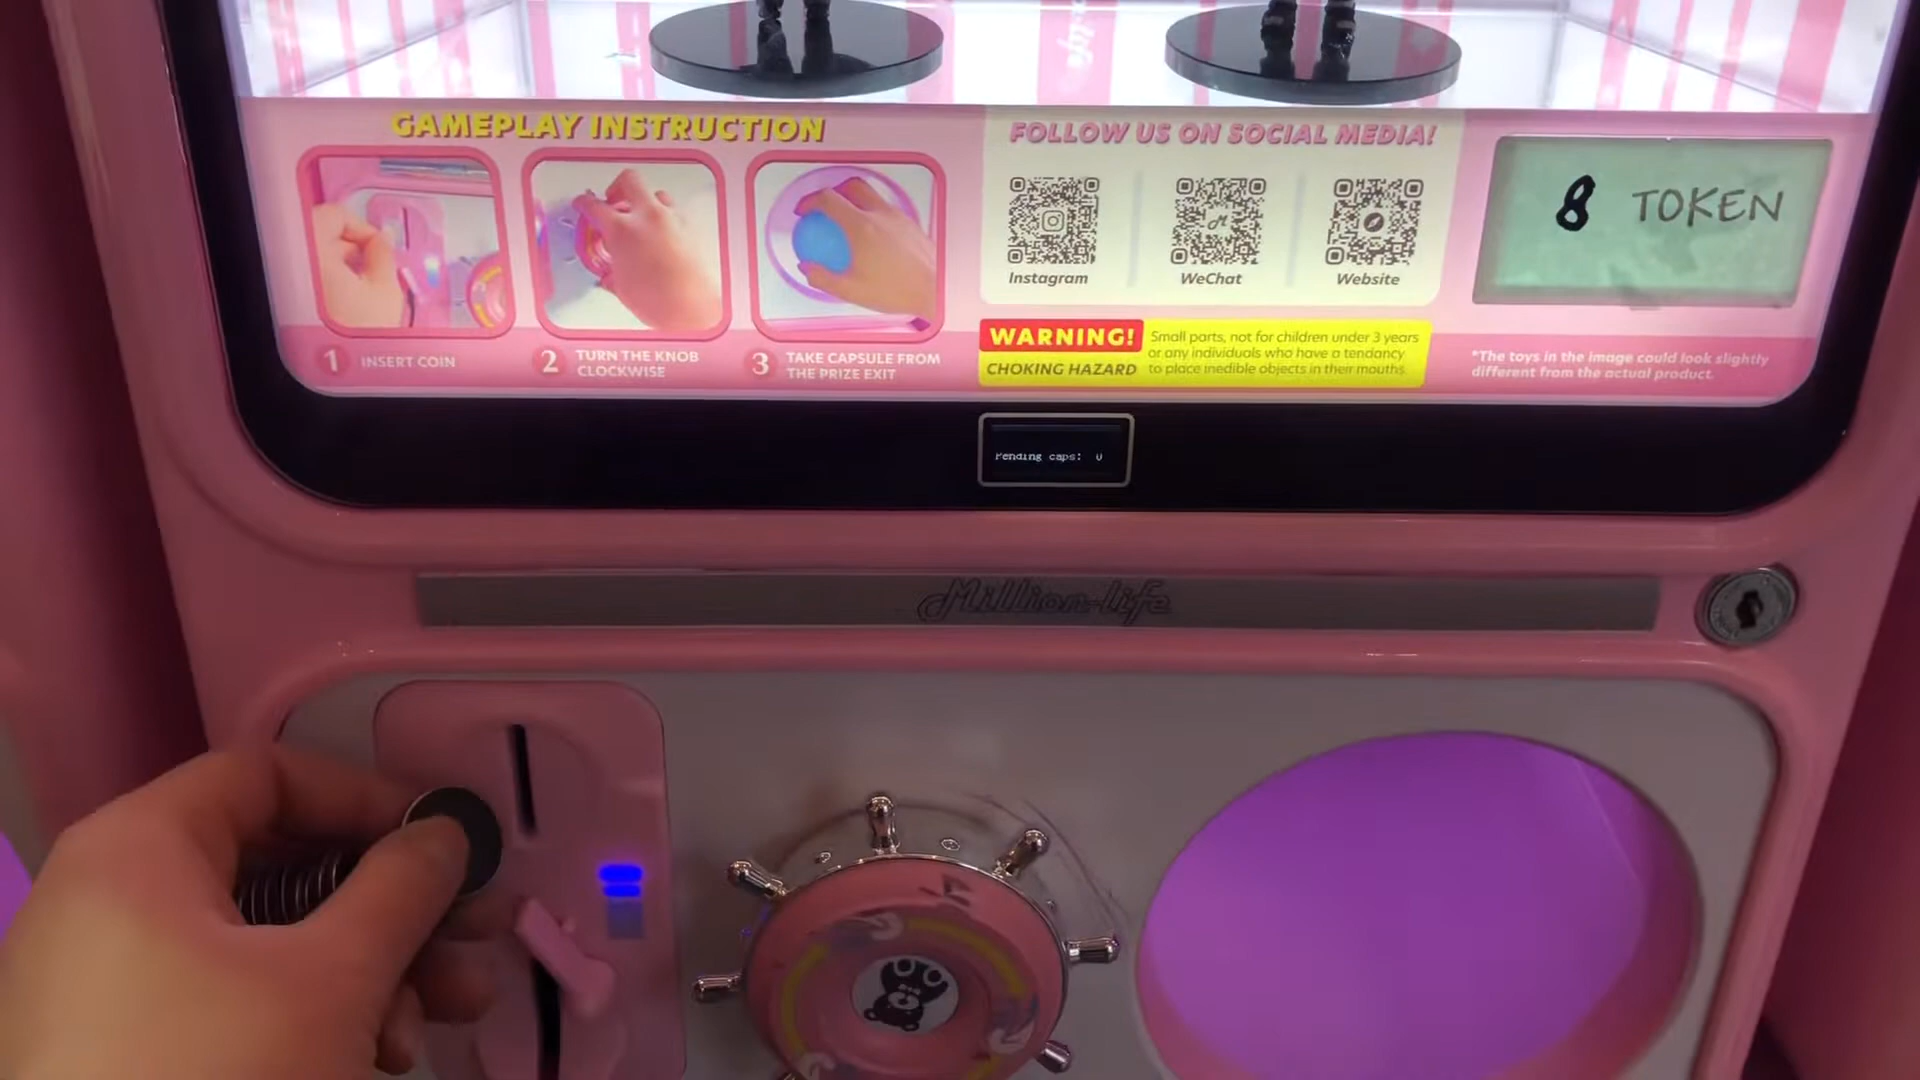 GAMEPLAY INSTRUCTION
1 INSERT COIN
2 TURN THE KNOB
CLOCKWISE
3 TAKE CAPSULE FROM
THE PRIZE EXIT
FOLLOW US ON SOCIAL MEDIA!
Instagram
WeChat
Website
WARNING!
CHOKING HAZARD
Small parts, not for children under 3 years
or any individuals who have a tendancy
to place inedible objects in their mouths.
8 TOKEN
*The toys in the image could look slightly
different from the actual product.
Pending caps: 0
Million-life